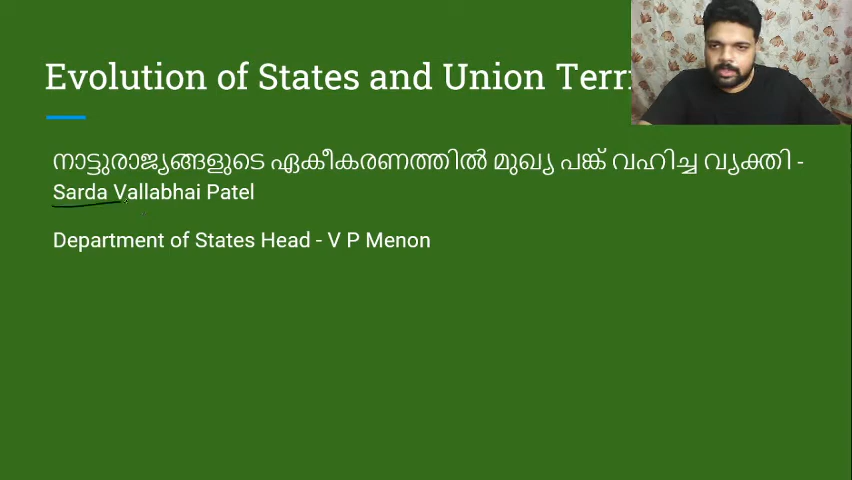 Evolution of States and Union Terri
നാട്ടുരാജ്യങ്ങളുടെ ഏകീകരണത്തിൽ മുഖ്യ പങ്ക് വഹിച്ച വ്യക്തി -
Sarda Vallabhai Patel
Department of States Head - V P Menon